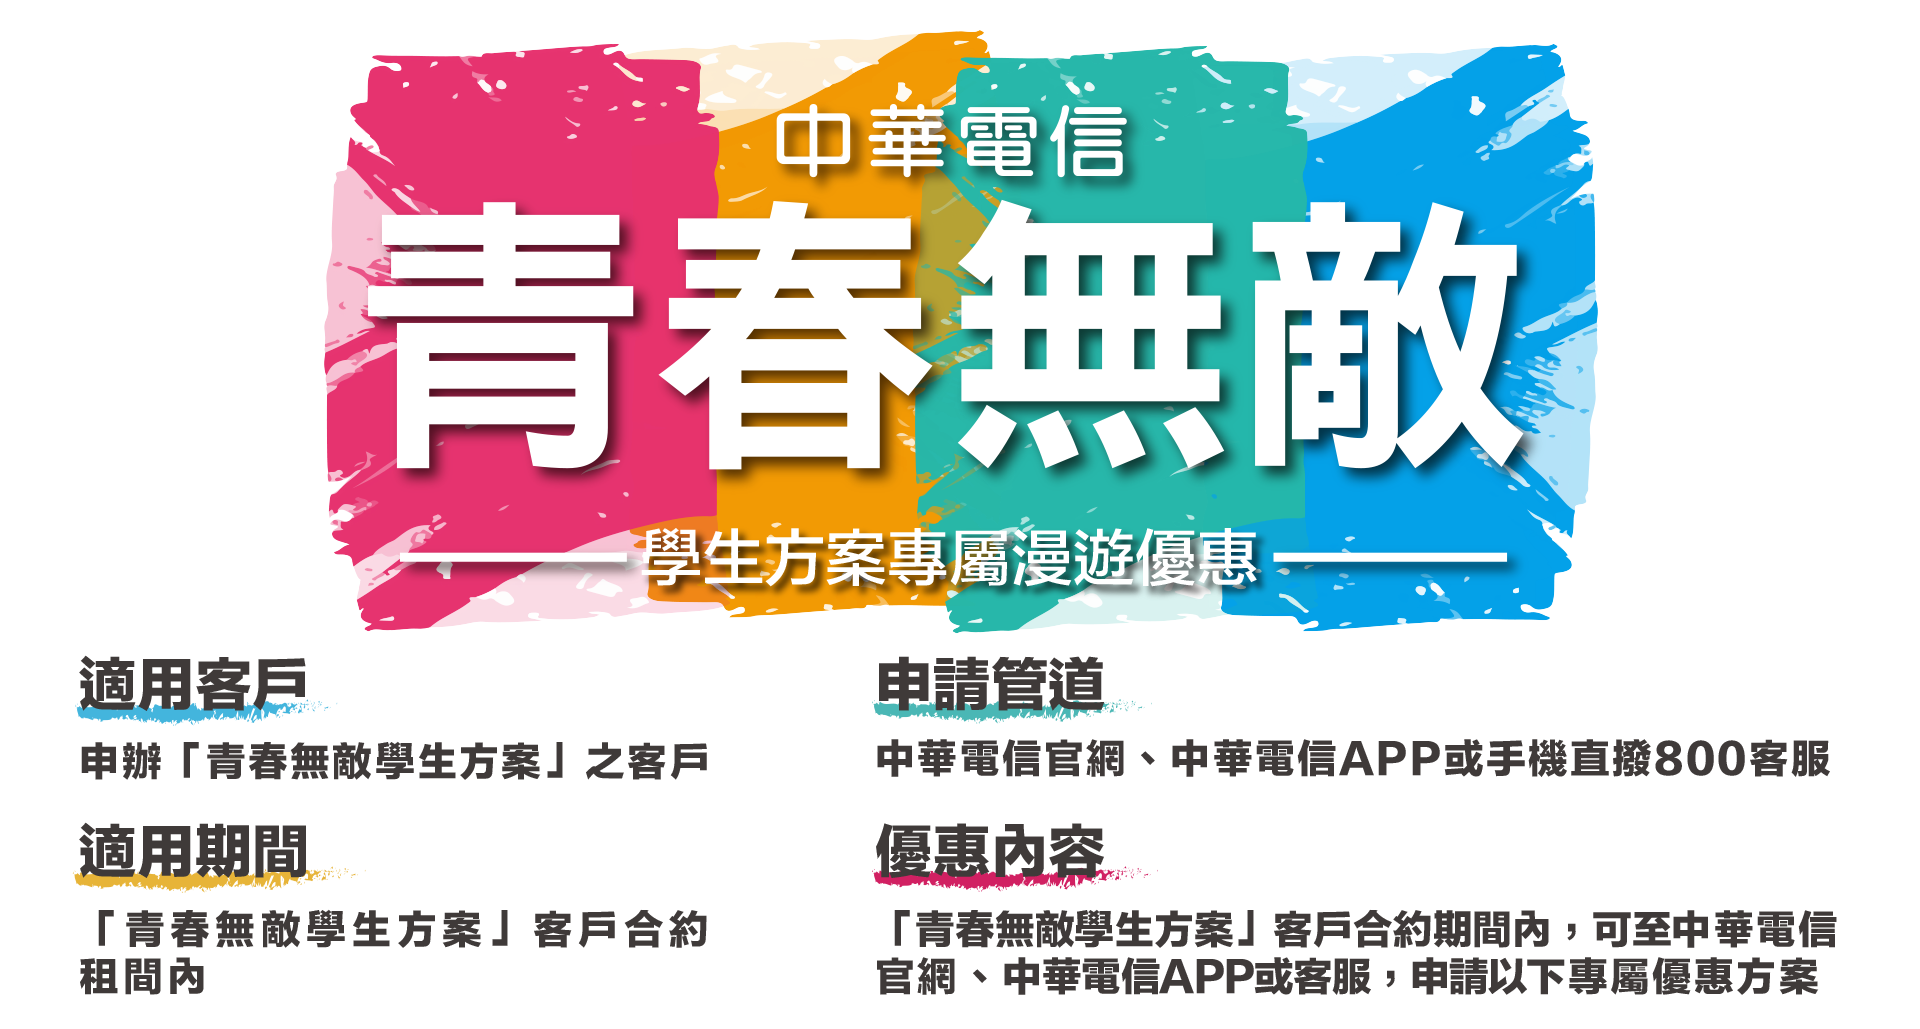 中華電信
青春無敵
學生方案專屬漫遊優惠
適用客戶
申辦「青春無敵學生方案」之客戶
適用期間
「青春無敵學生方案」客戶合約
租間內
申請管道
中華電信官網、中華電信APP或手機直撥800客服
優惠內容
「青春無敵學生方案」客戶合約期間內，可至中華電信
官網、中華電信APP或客服，申請以下專屬優惠方案